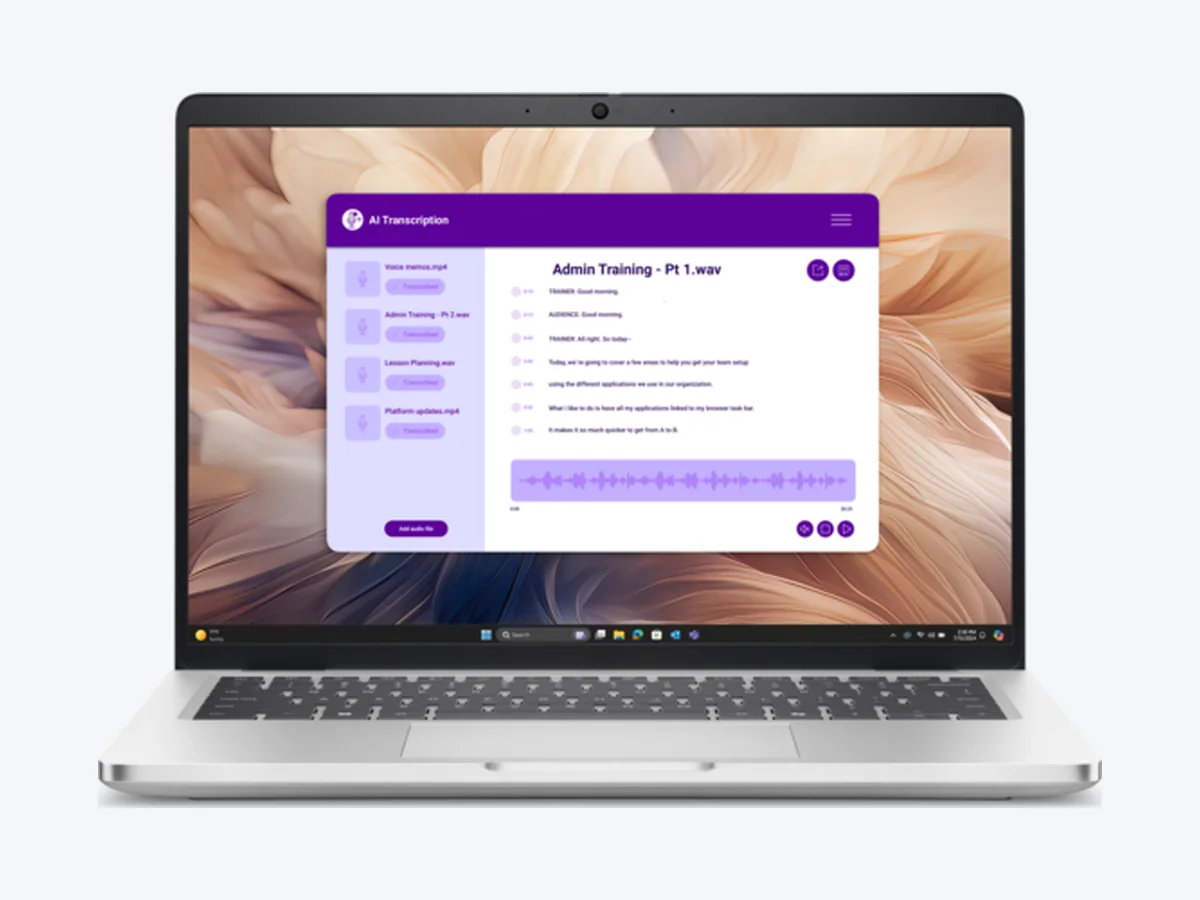 AI Transcription
Voice memos.mp4
Transcribed
Admin Training - Pt 2.wav
Transcribed
Lesson Planning.wav
Transcribed
Platform updates.mp4
Transcribed
Add audio file
Admin Training - Pt 1.wav
TRAINER: Good morning.
AUDIENCE: Good morning.
TRAINER: All right. So today--
Today, we're going to cover a few areas to help you get your team setup
using the different applications we use in our organization.
What I like to do is have all my applications linked to my browser task bar.
It makes it so much quicker to get from A to B.
0:00
Search
Sunny